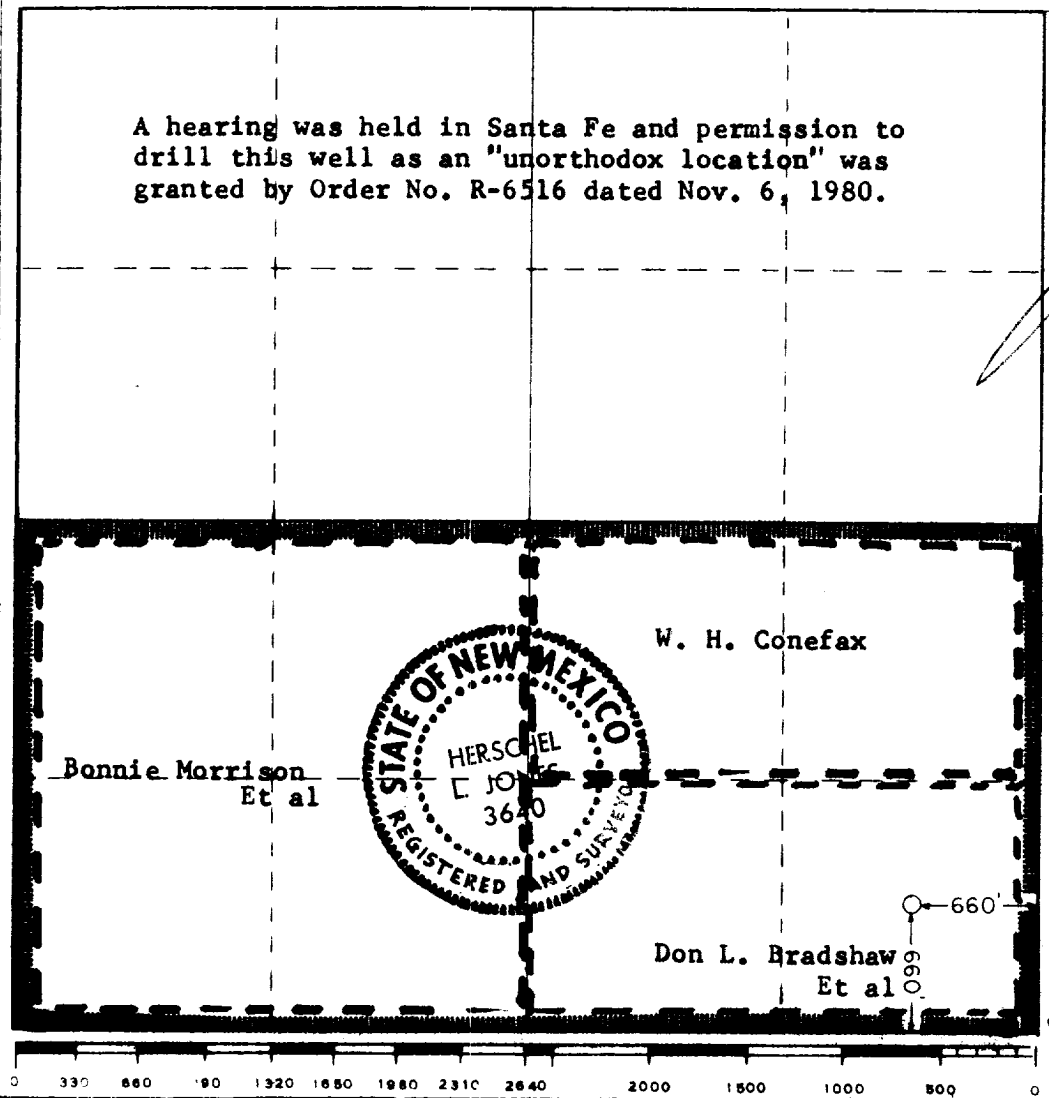 A hearing was held in Santa Fe and permission to
drill this well as an "unorthodox location" was
granted by Order No. R-6516 dated Nov. 6, 1980.
W. H. Conefax
STATE OF NEW MEXICO
HERSCHEL
L. JONES
3640
REGISTERED LAND SURVEYOR
Bonnie Morrison
Et al
660'
660'
Don L. Bradshaw
Et al
0 330 660 '90 1320 1650 1980 2310 2640 2000 1500 1000 500 0